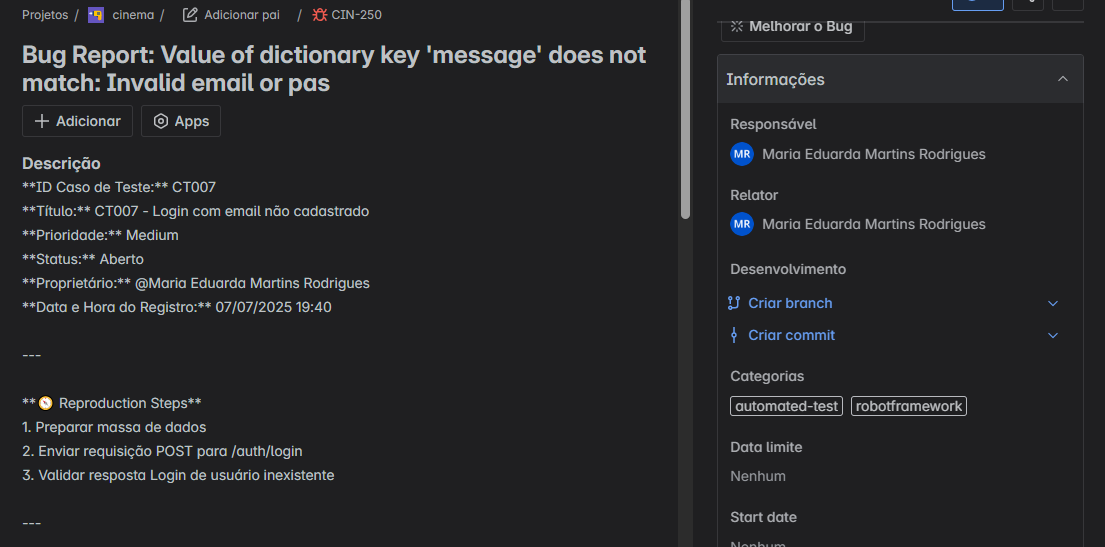 Projetos / cinema / Adicionar pai / CIN-250
Bug Report: Value of dictionary key 'message' does not
match: Invalid email or pas
Adicionar Apps
Descrição
**ID Caso de Teste:** CT007
**Título:** CT007 - Login com email não cadastrado
**Prioridade:** Medium
**Status:** Aberto
**Proprietário:** @Maria Eduarda Martins Rodrigues
**Data e Hora do Registro:** 07/07/2025 19:40
---
**🧭 Reproduction Steps**
1. Preparar massa de dados
2. Enviar requisição POST para /auth/login
3. Validar resposta Login de usuário inexistente
---
Melhorar o Bug
Informações
Responsável
MR Maria Eduarda Martins Rodrigues
Relator
MR Maria Eduarda Martins Rodrigues
Desenvolvimento
Criar branch
Criar commit
Categorias
automated-test robotframework
Data limite
Nenhum
Start date
Nenhum